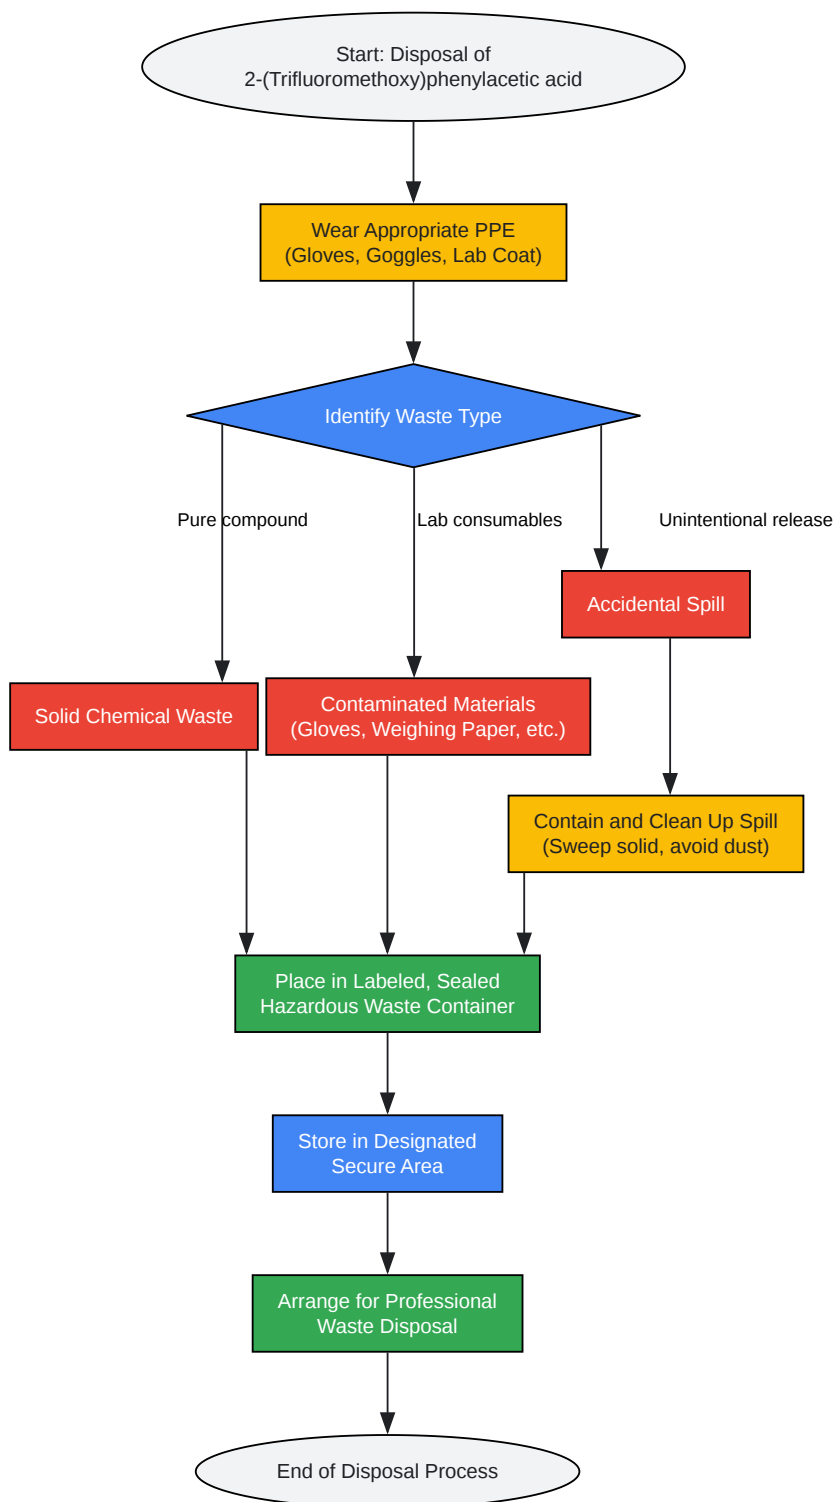 Start: Disposal of
2-(Trifluoromethoxy)phenylacetic acid
Wear Appropriate PPE
(Gloves, Goggles, Lab Coat)
Identify Waste Type
Pure compound
Lab consumables
Unintentional release
Accidental Spill
Solid Chemical Waste
Contaminated Materials
(Gloves, Weighing Paper, etc.)
Contain and Clean Up Spill
(Sweep solid, avoid dust)
Place in Labeled, Sealed
Hazardous Waste Container
Store in Designated
Secure Area
Arrange for Professional
Waste Disposal
End of Disposal Process